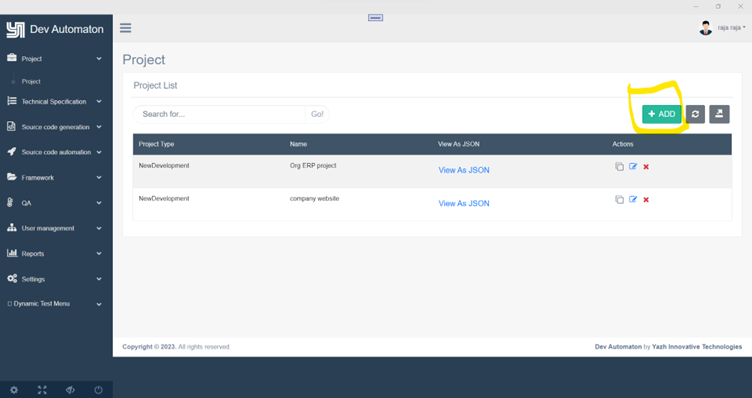 Dev Automaton
raja raja
Project
Project
Technical Specification
Source code generation
Source code automation
Framework
QA
User management
Reports
Settings
Dynamic Test Menu
Project
Project List
Search for... Go!
+ ADD
Project Type Name View As JSON Actions
NewDevelopment Org ERP project View As JSON
NewDevelopment company website View As JSON
Copyright © 2023. All rights reserved
Dev Automaton by Yazh Innovative Technologies